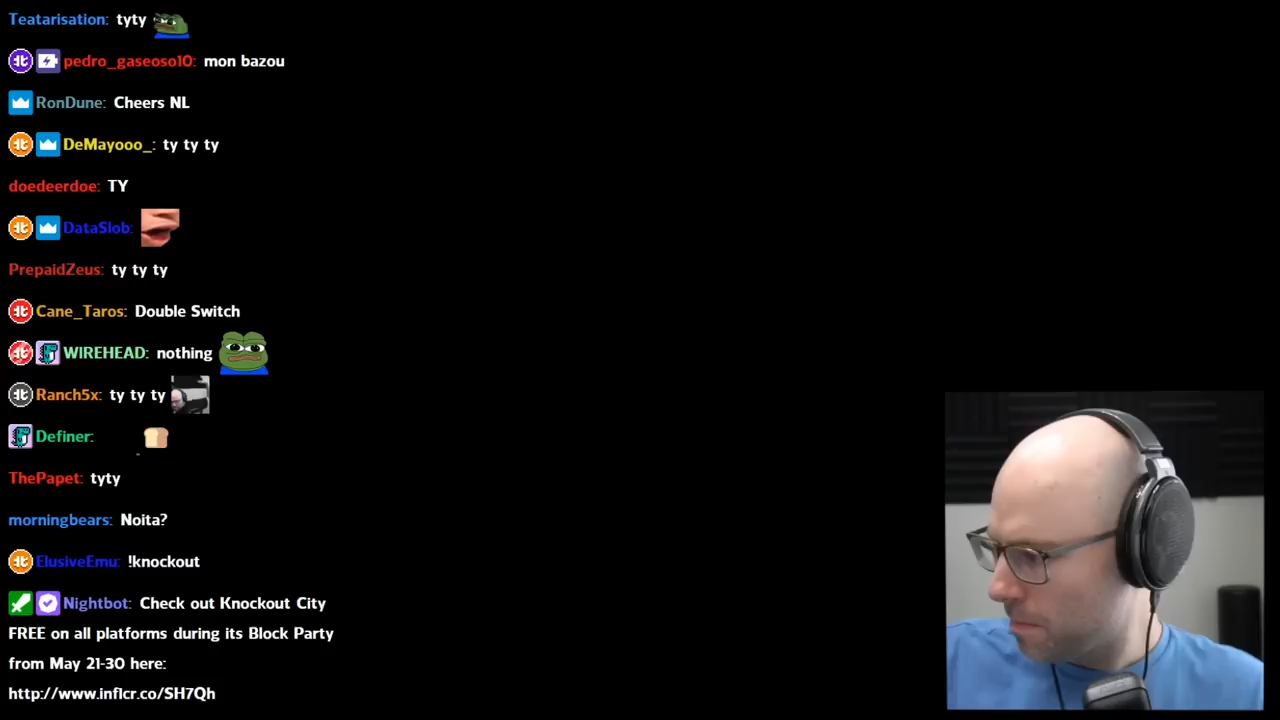 Teatarisation: tyty
pedro_gaseoso10: mon bazou
RonDune: Cheers NL
DeMayooo_: ty ty ty
doedeerdoe: TY
DataSlob:
PrepaidZeus: ty ty ty
Cane_Taros: Double Switch
WIREHEAD: nothing
Ranch5x: ty ty ty
Definer:
ThePapet: tyty
morningbears: Noita?
ElusiveEmu: !knockout
Nightbot: Check out Knockout City
FREE on all platforms during its Block Party
from May 21-30 here:
http://www.inflcr.co/SH7Qh